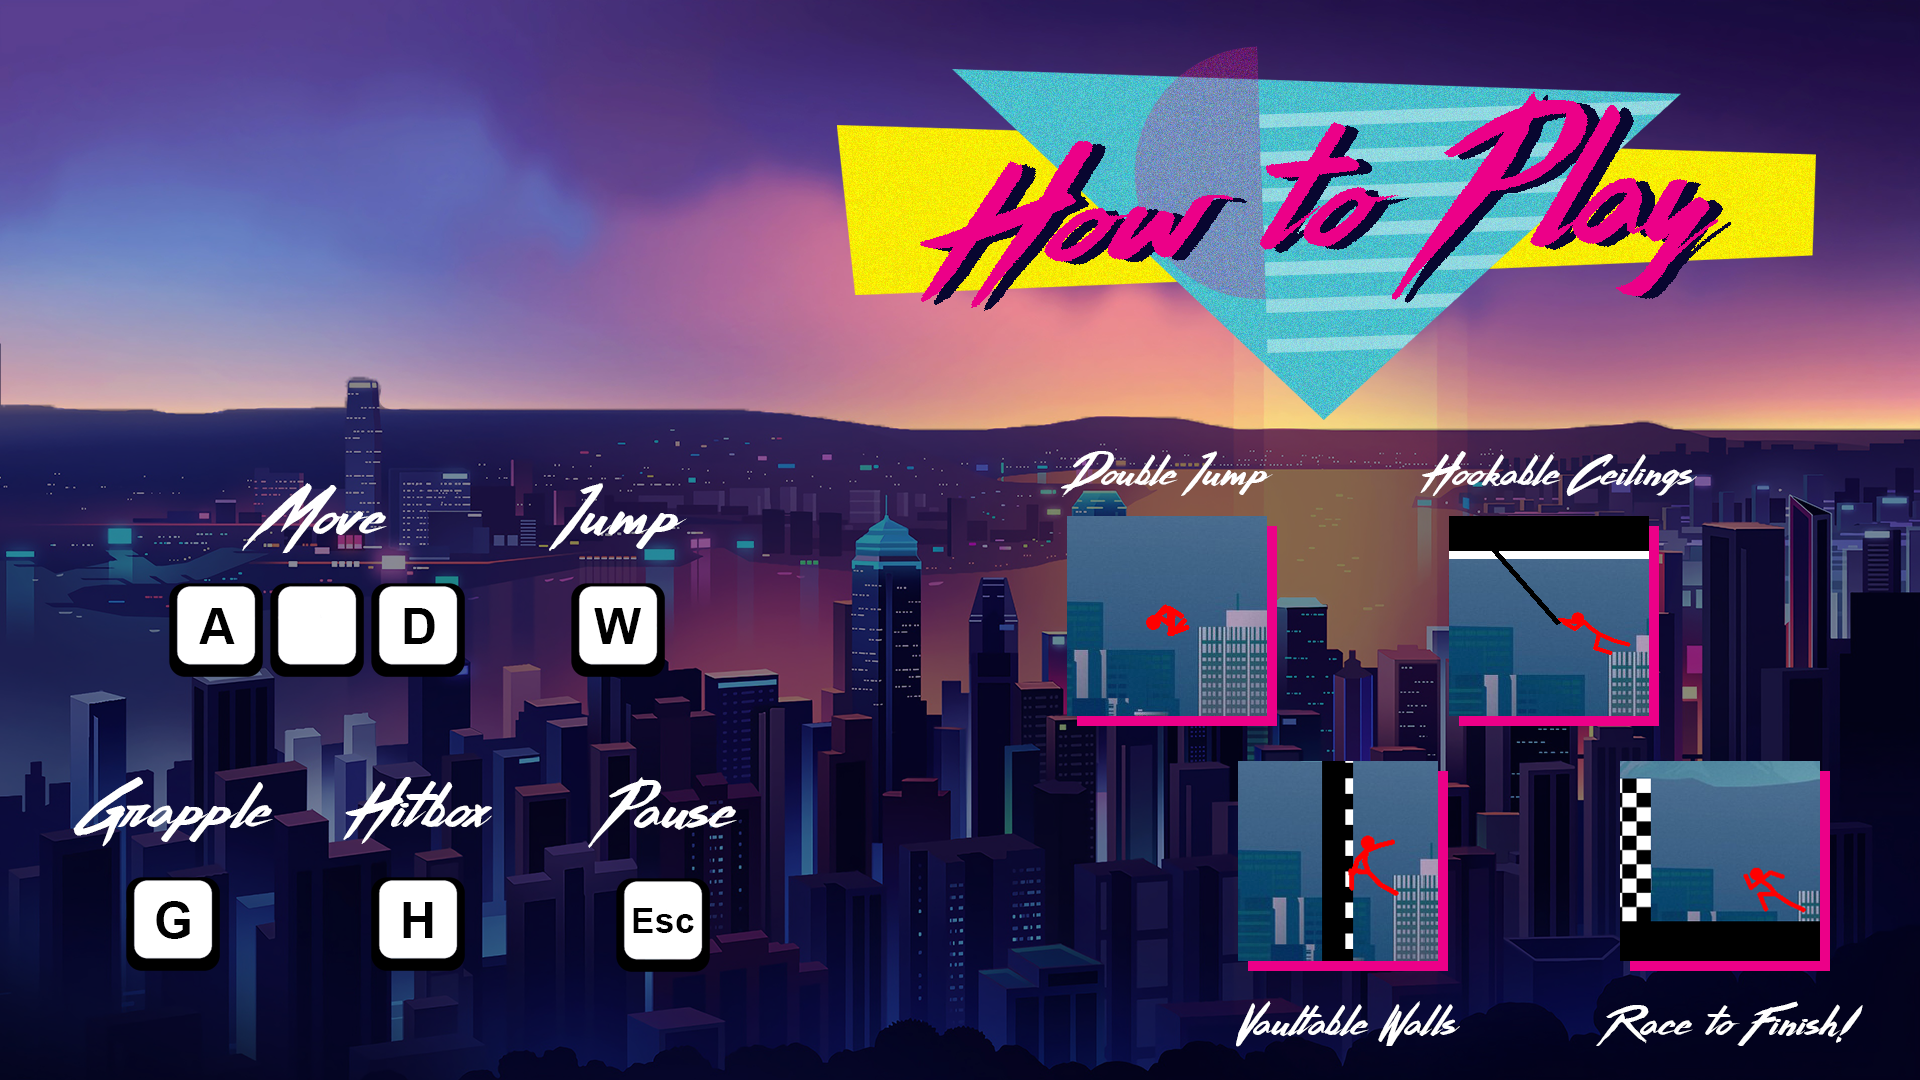 How to Play
Move
Jump
A
D
W
Grapple
Hitbox
Pause
G
H
Esc
Double Jump
Hookable Ceilings
Vaultable Walls
Race to Finish!